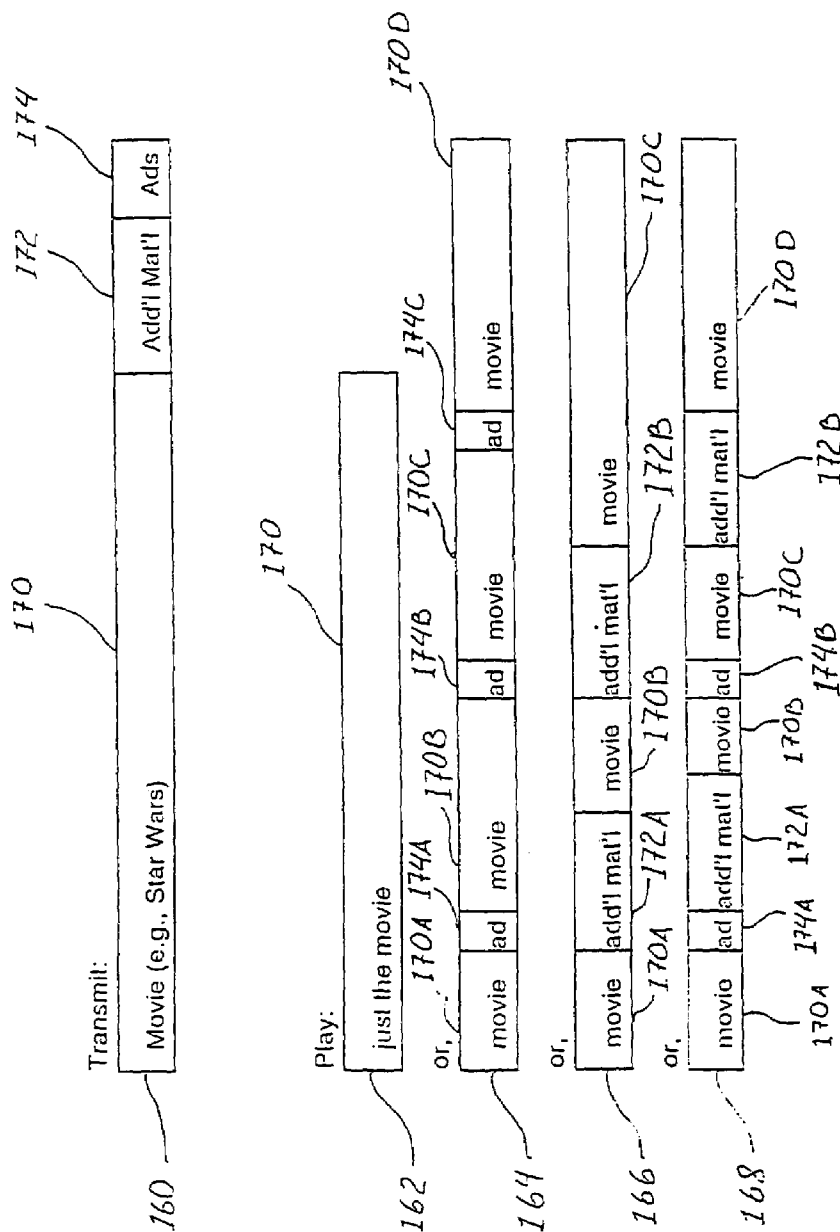 170 172 174
Transmit:
Movie (e.g., Star Wars) Add'l Mat'l Ads
160
170
Play:
just the movie
162
170A 174A 170B 174B 170C 174C 170D
or,
movie ad movie ad movie ad movie
164
or,
movie add'l mat'l movie add'l mat'l movie
166 170A 172A 170B 172B 170C
or,
movie ad add'l mat'l movio ad movie add'l mat'l movie
168
170A 174A 172A 170B 174B 170C 172B 170D